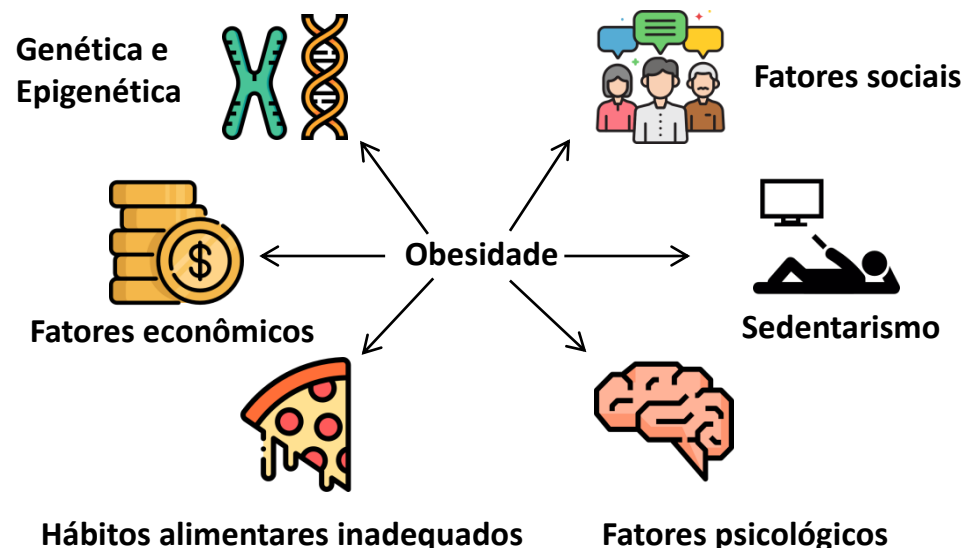 Genética e
Epigenética
Fatores sociais
Obesidade
$
Fatores econômicos
Sedentarismo
Hábitos alimentares inadequados
Fatores psicológicos